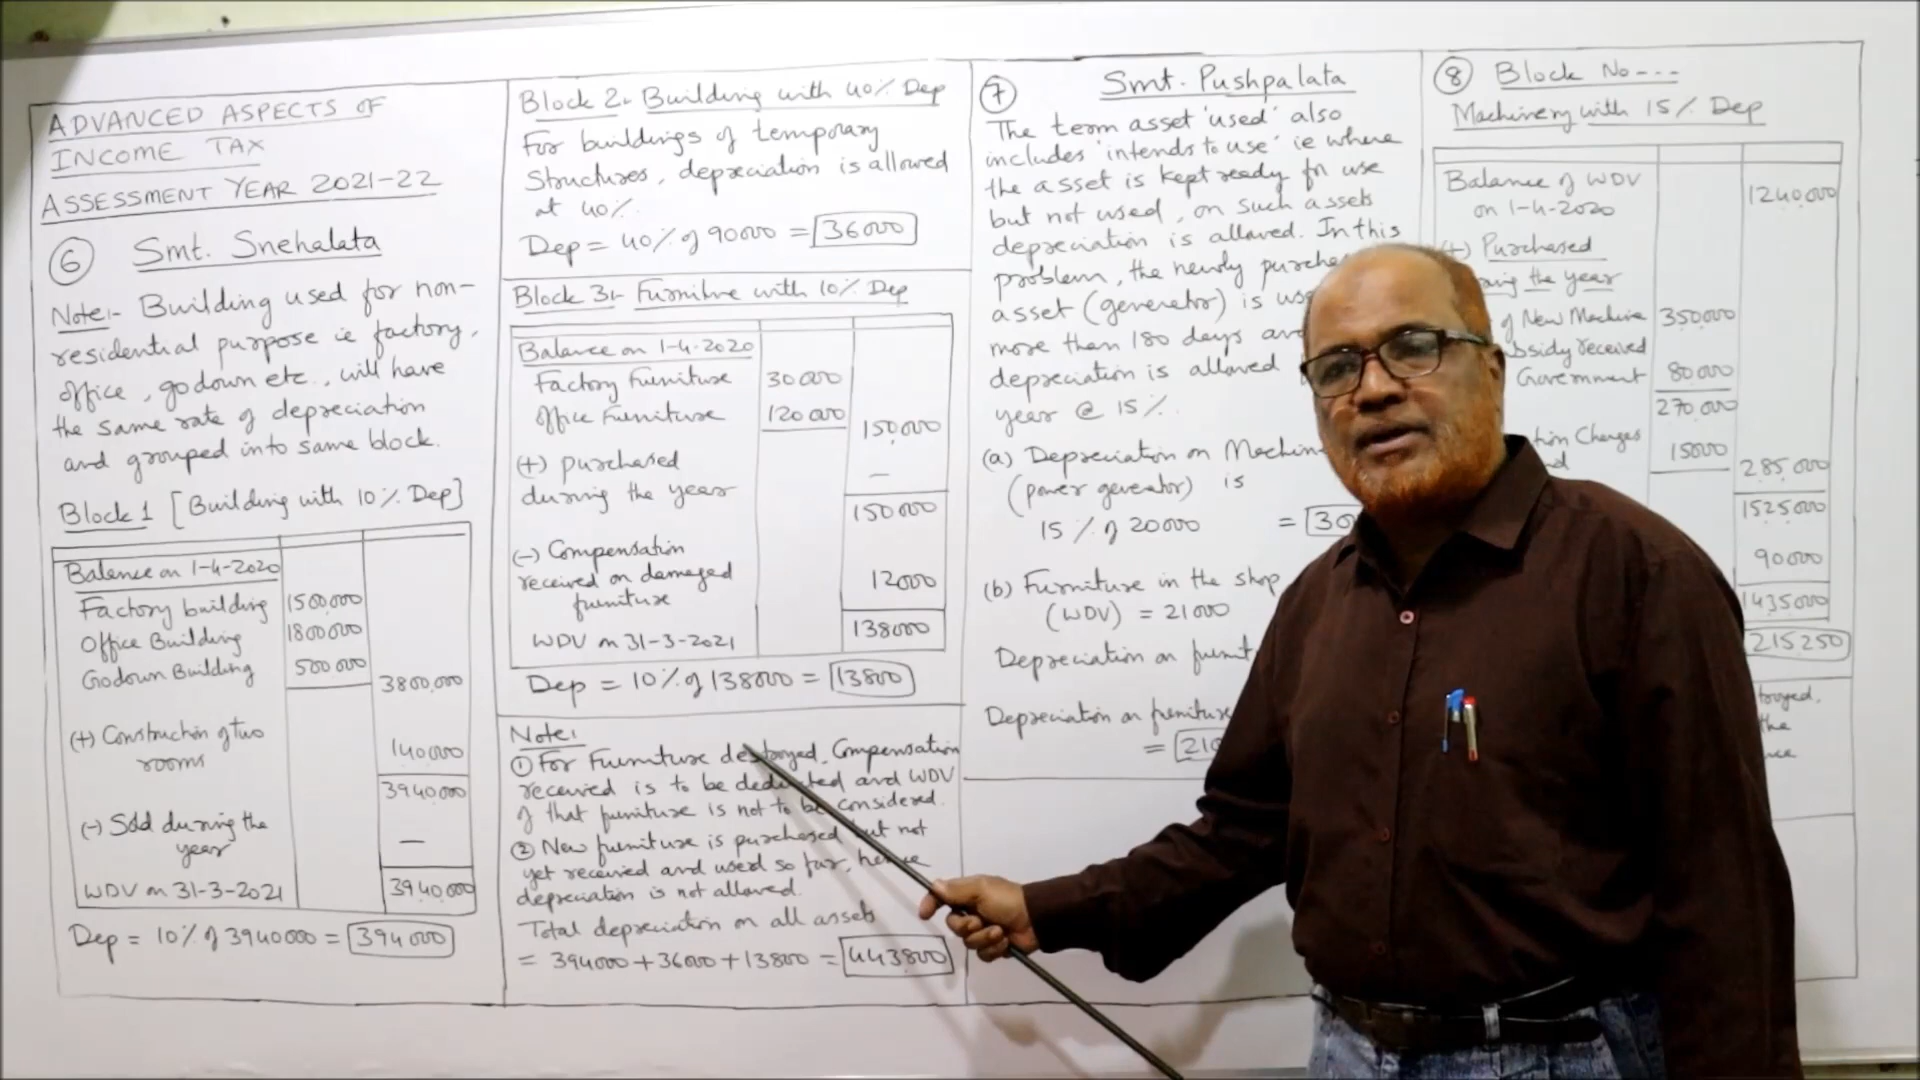 ADVANCED ASPECTS OF
INCOME TAX
ASSESSMENT YEAR 2021-22
6 Smt. Snehalata
Note:- Building used for non-
residential purpose ie factory,
office, godown etc., will have
the same rate of depreciation
and grouped into same block.
Block 1 [Building with 10% Dep]
Balance on 1-4-2020
Factory building 1500,000
Office Building 1800000
Godown Building 500000
3800,000
(+) Construction of two
rooms 140000
3940000
(-) Sold during the
year —
WDV on 31-3-2021 3940000
Dep = 10% of 3940000 = 394000
Block 2:- Building with 40% Dep
For buildings of temporary
structures, depreciation is allowed
at 40%.
Dep = 40% of 90000 = 36000
Block 3:- Furniture with 10% Dep
Balance on 1-4-2020
Factory Furniture 30000
Office Furniture 120000
150,000
(+) purchased
during the year —
150000
(-) Compensation
received on damaged
furniture 12000
WDV on 31-3-2021 138000
Dep = 10% of 138000 = 13800
Note:
① For Furniture destroyed, Compensation
received is to be deducted and WDV
of that furniture is not to be considered.
② New furniture is purchased but not
yet received and used so far, hence
depreciation is not allowed.
Total depreciation on all assets
= 394000 + 36000 + 13800 = 443800
7 Smt. Pushpalata
The term asset 'used' also
includes 'intends to use' ie where
the asset is kept ready for use
but not used, on such assets
depreciation is allowed. In this
problem, the newly
asset (generator) is
more than 180 days
depreciation is allowed
year @ 15%.
(a) Depreciation on
(power generator) is
15% of 20000 =
(b) Furniture in the shop
(WDV) = 21000
Depreciation on
Depreciation on furniture
=
8 Block No---
Machinery with 15% Dep
Balance of WDV
on 1-4-2020 1240000
Purchased
the year
of New Machine 350000
received
Government 80000
270,000
Charges
15000
285000
1525000
90000
1435000
215250
the